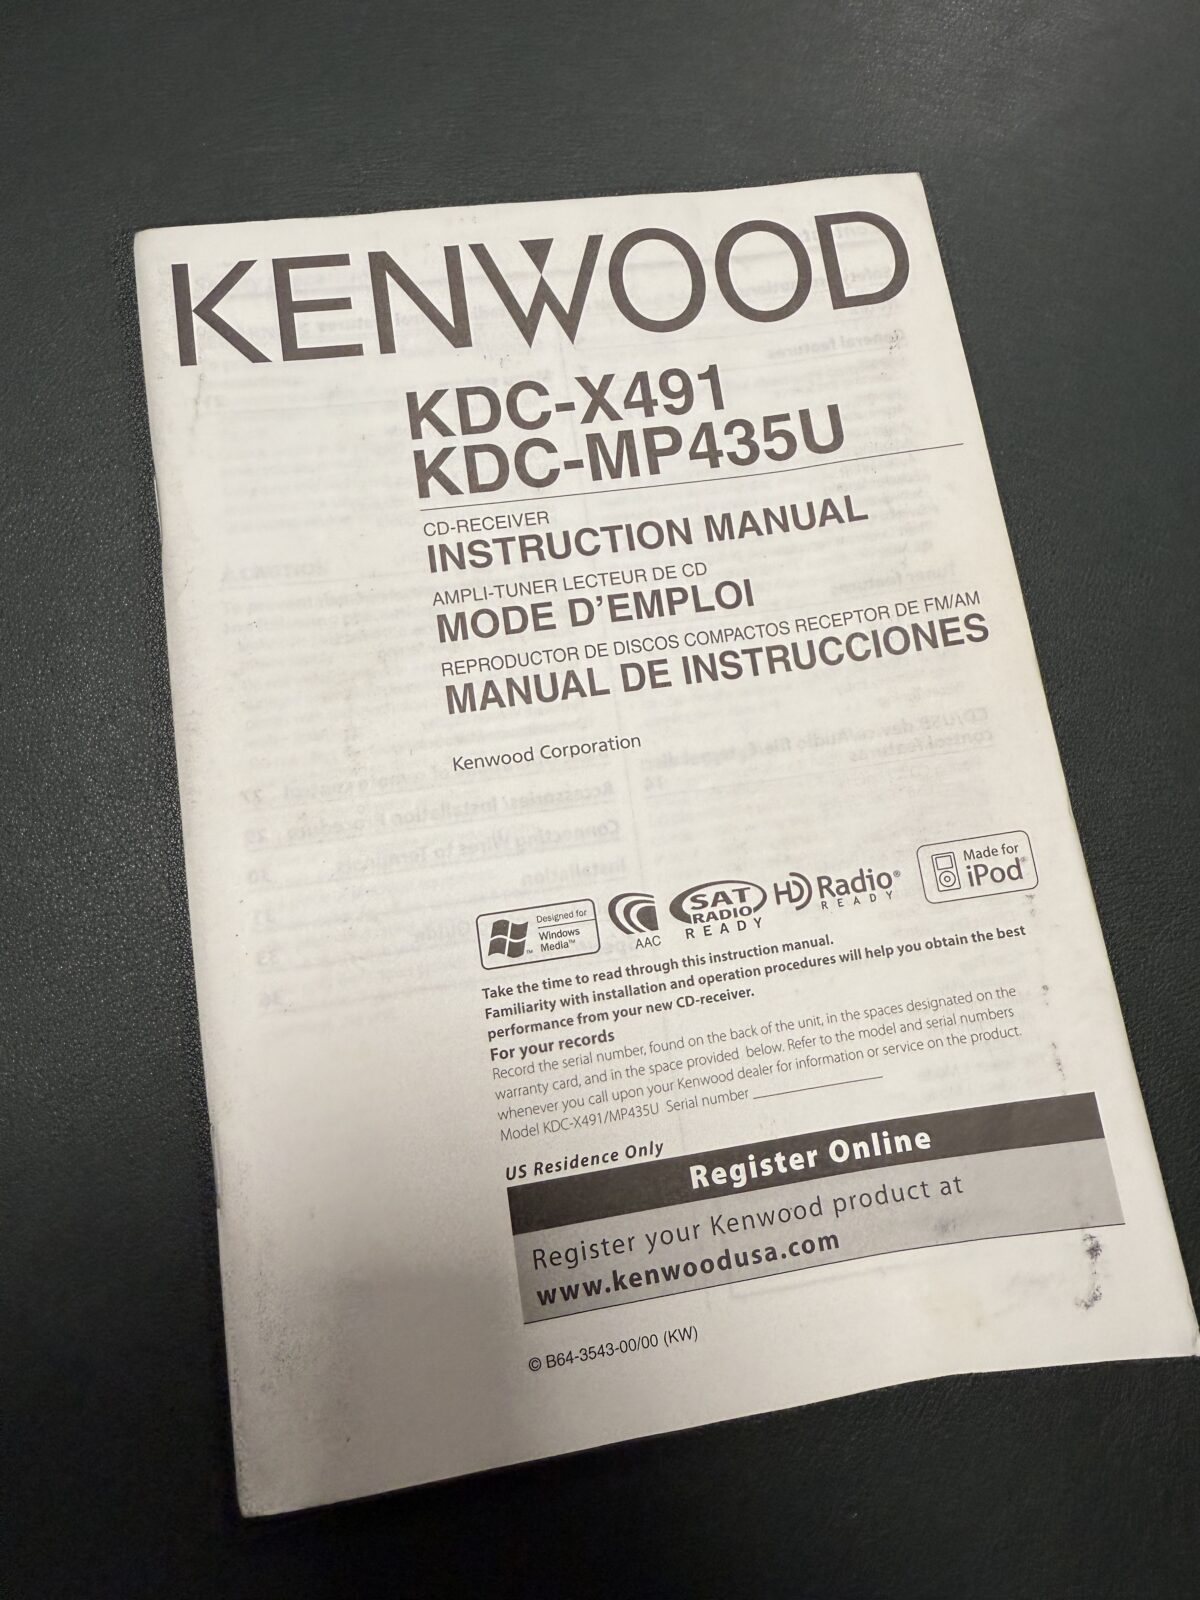 KENWOOD
KDC-X491
KDC-MP435U
CD-RECEIVER
INSTRUCTION MANUAL
AMPLI-TUNER LECTEUR DE CD
MODE D'EMPLOI
REPRODUCTOR DE DISCOS COMPACTOS RECEPTOR DE FM/AM
MANUAL DE INSTRUCCIONES
Kenwood Corporation
Designed for
Windows
Media™
AAC
SAT
RADIO
READY
HD Radio®
READY
Made for
iPod®
Take the time to read through this instruction manual.
Familiarity with installation and operation procedures will help you obtain the best
performance from your new CD-receiver.
For your records
Record the serial number, found on the back of the unit, in the spaces designated on the
warranty card, and in the space provided below. Refer to the model and serial numbers
whenever you call upon your Kenwood dealer for information or service on the product.
Model KDC-X491/MP435U Serial number
US Residence Only
Register Online
Register your Kenwood product at
www.kenwoodusa.com
© B64-3543-00/00 (KW)